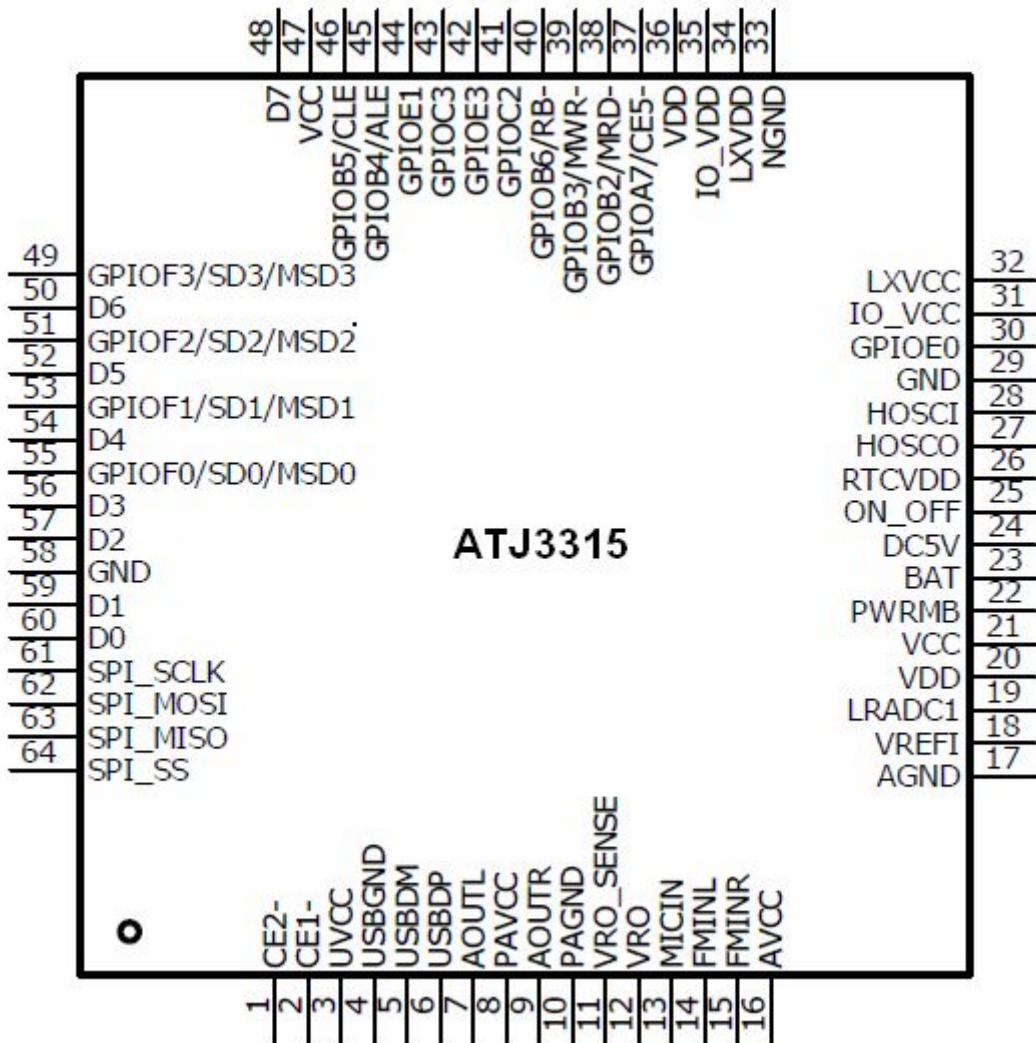 48 47 46 45 44 43 42 41 40 39 38 37 36 35 34 33
D7
VCC
GPIOB5/CLE
GPIOB4/ALE
GPIOE1
GPIOC3
GPIOE3
GPIOC2
GPIOB6/RB-
GPIOB3/MWR-
GPIOB2/MRD-
GPIOA7/CE5-
VDD
IO_VDD
LXVDD
NGND
49 GPIOF3/SD3/MSD3
50 D6
51 GPIOF2/SD2/MSD2
52 D5
53 GPIOF1/SD1/MSD1
54 D4
55 GPIOF0/SD0/MSD0
56 D3
57 D2
58 GND
59 D1
60 D0
61 SPI_SCLK
62 SPI_MOSI
63 SPI_MISO
64 SPI_SS
ATJ3315
LXVCC 32
IO_VCC 31
GPIOE0 30
GND 29
HOSCI 28
HOSCO 27
RTCVDD 26
ON_OFF 25
DC5V 24
BAT 23
PWRMB 22
VCC 21
VDD 20
LRADC1 19
VREFI 18
AGND 17
CE2-
CE1-
UVCC
USBGND
USBDM
USBDP
AOUTL
PAVCC
AOUTR
PAGND
VRO_SENSE
VRO
MICIN
FMINL
FMINR
AVCC
1 2 3 4 5 6 7 8 9 10 11 12 13 14 15 16